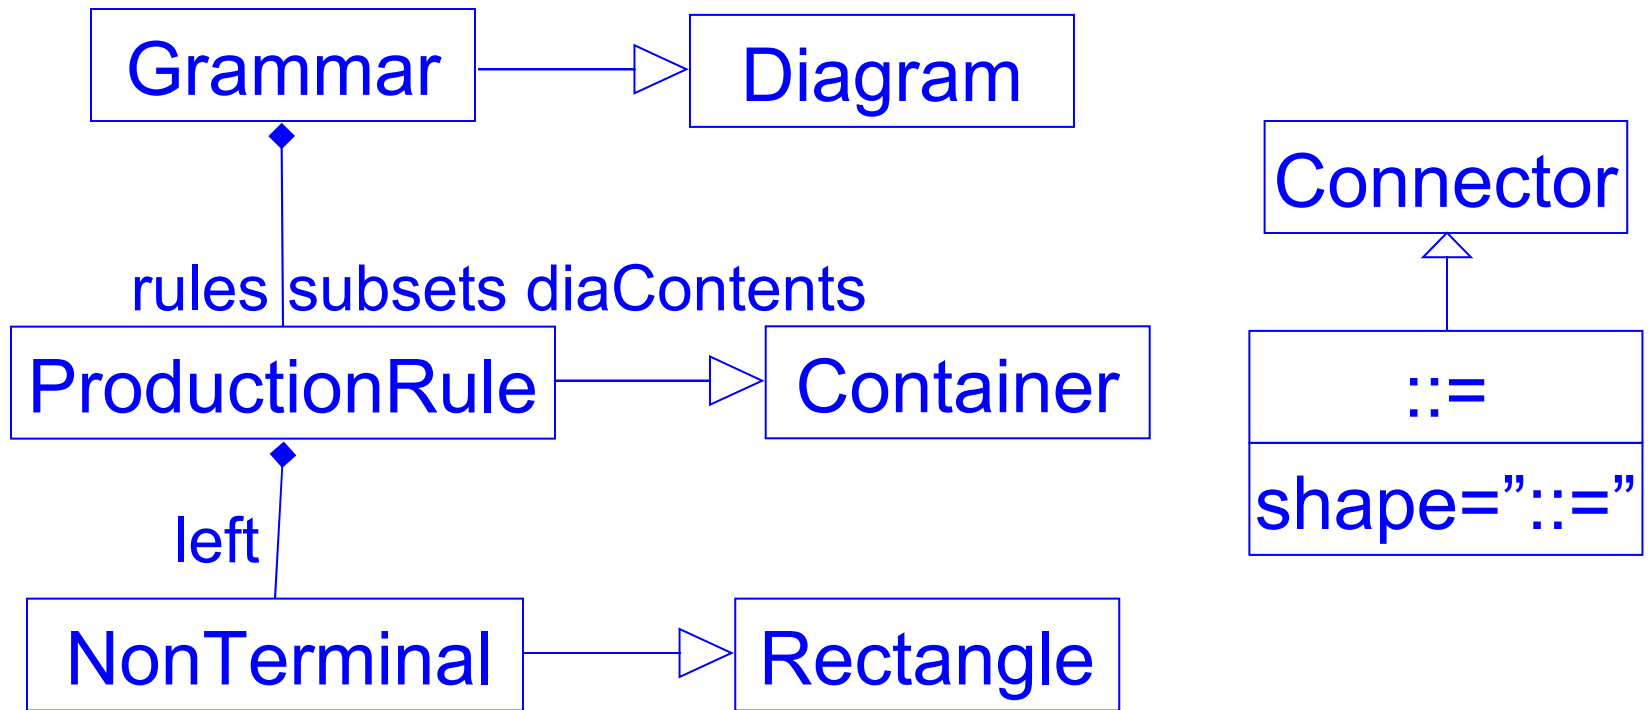 Grammar
Diagram
Connector
rules subsets diaContents
ProductionRule
Container
::=
shape=”::=”
left
NonTerminal
Rectangle